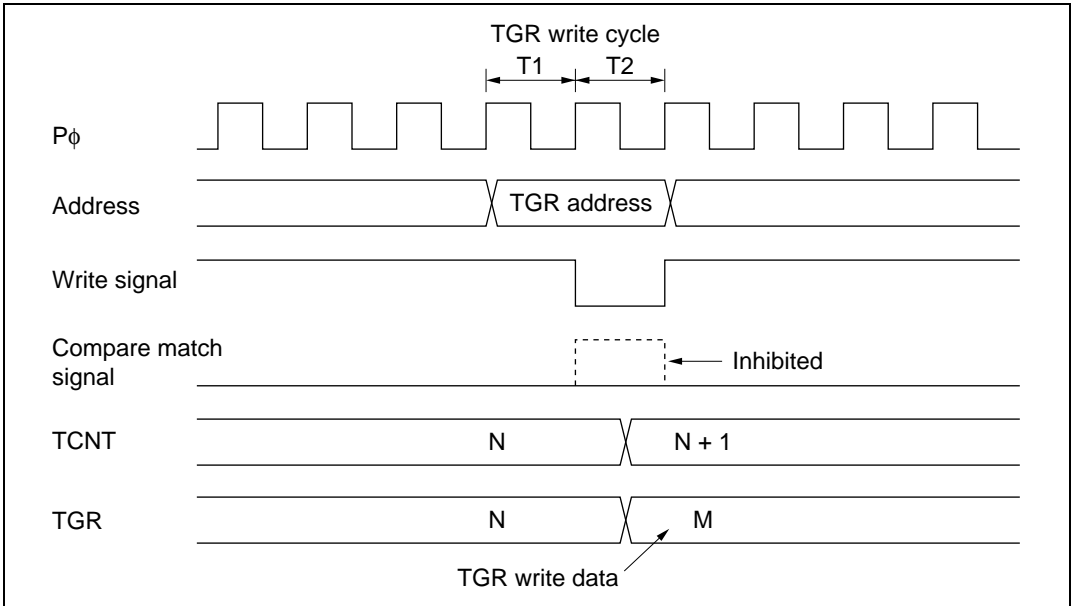 TGR write cycle
T1 T2
Pϕ
Address
TGR address
Write signal
Compare match
signal
Inhibited
TCNT
N
N + 1
TGR
N
M
TGR write data